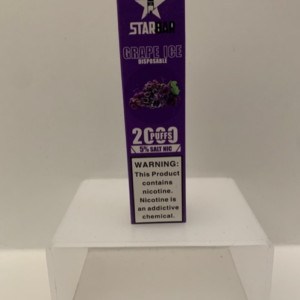 STARBAR
GRAPE ICE
DISPOSABLE
2000
PUFFS
5% SALT NIC
WARNING:
This Product
contains
nicotine.
Nicotine is
an addictive
chemical.